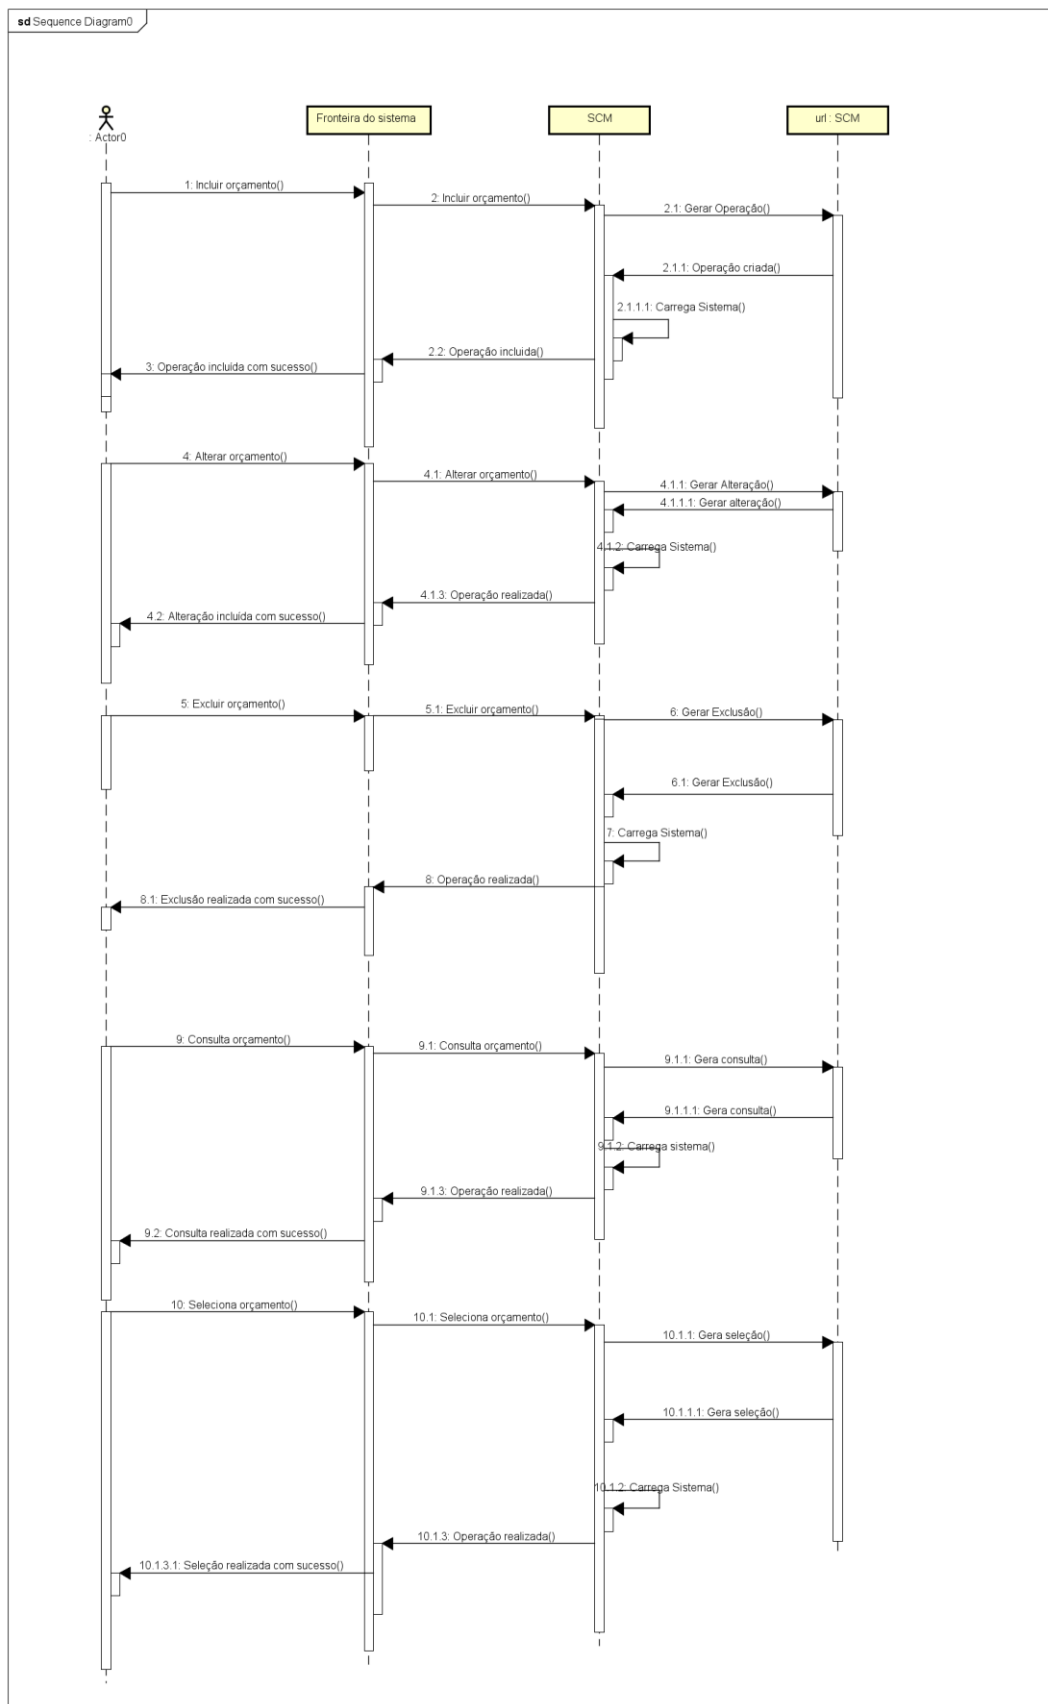 sd Sequence Diagram0
: Actor0
Fronteira do sistema
SCM
url : SCM
1: Incluir orçamento()
2: Incluir orçamento()
2.1: Gerar Operação()
2.1.1: Operação criada()
2.1.1.1: Carrega Sistema()
2.2: Operação incluida()
3: Operação incluída com sucesso()
4: Alterar orçamento()
4.1: Alterar orçamento()
4.1.1: Gerar Alteração()
4.1.1.1: Gerar alteração()
4.1.2: Carrega Sistema()
4.1.3: Operação realizada()
4.2: Alteração incluída com sucesso()
5: Excluir orçamento()
5.1: Excluir orçamento()
6: Gerar Exclusão()
6.1: Gerar Exclusão()
7: Carrega Sistema()
8: Operação realizada()
8.1: Exclusão realizada com sucesso()
9: Consulta orçamento()
9.1: Consulta orçamento()
9.1.1: Gera consulta()
9.1.1.1: Gera consulta()
9.1.2: Carrega sistema()
9.1.3: Operação realizada()
9.2: Consulta realizada com sucesso()
10: Seleciona orçamento()
10.1: Seleciona orçamento()
10.1.1: Gera seleção()
10.1.1.1: Gera seleção()
10.1.2: Carrega Sistema()
10.1.3: Operação realizada()
10.1.3.1: Seleção realizada com sucesso()